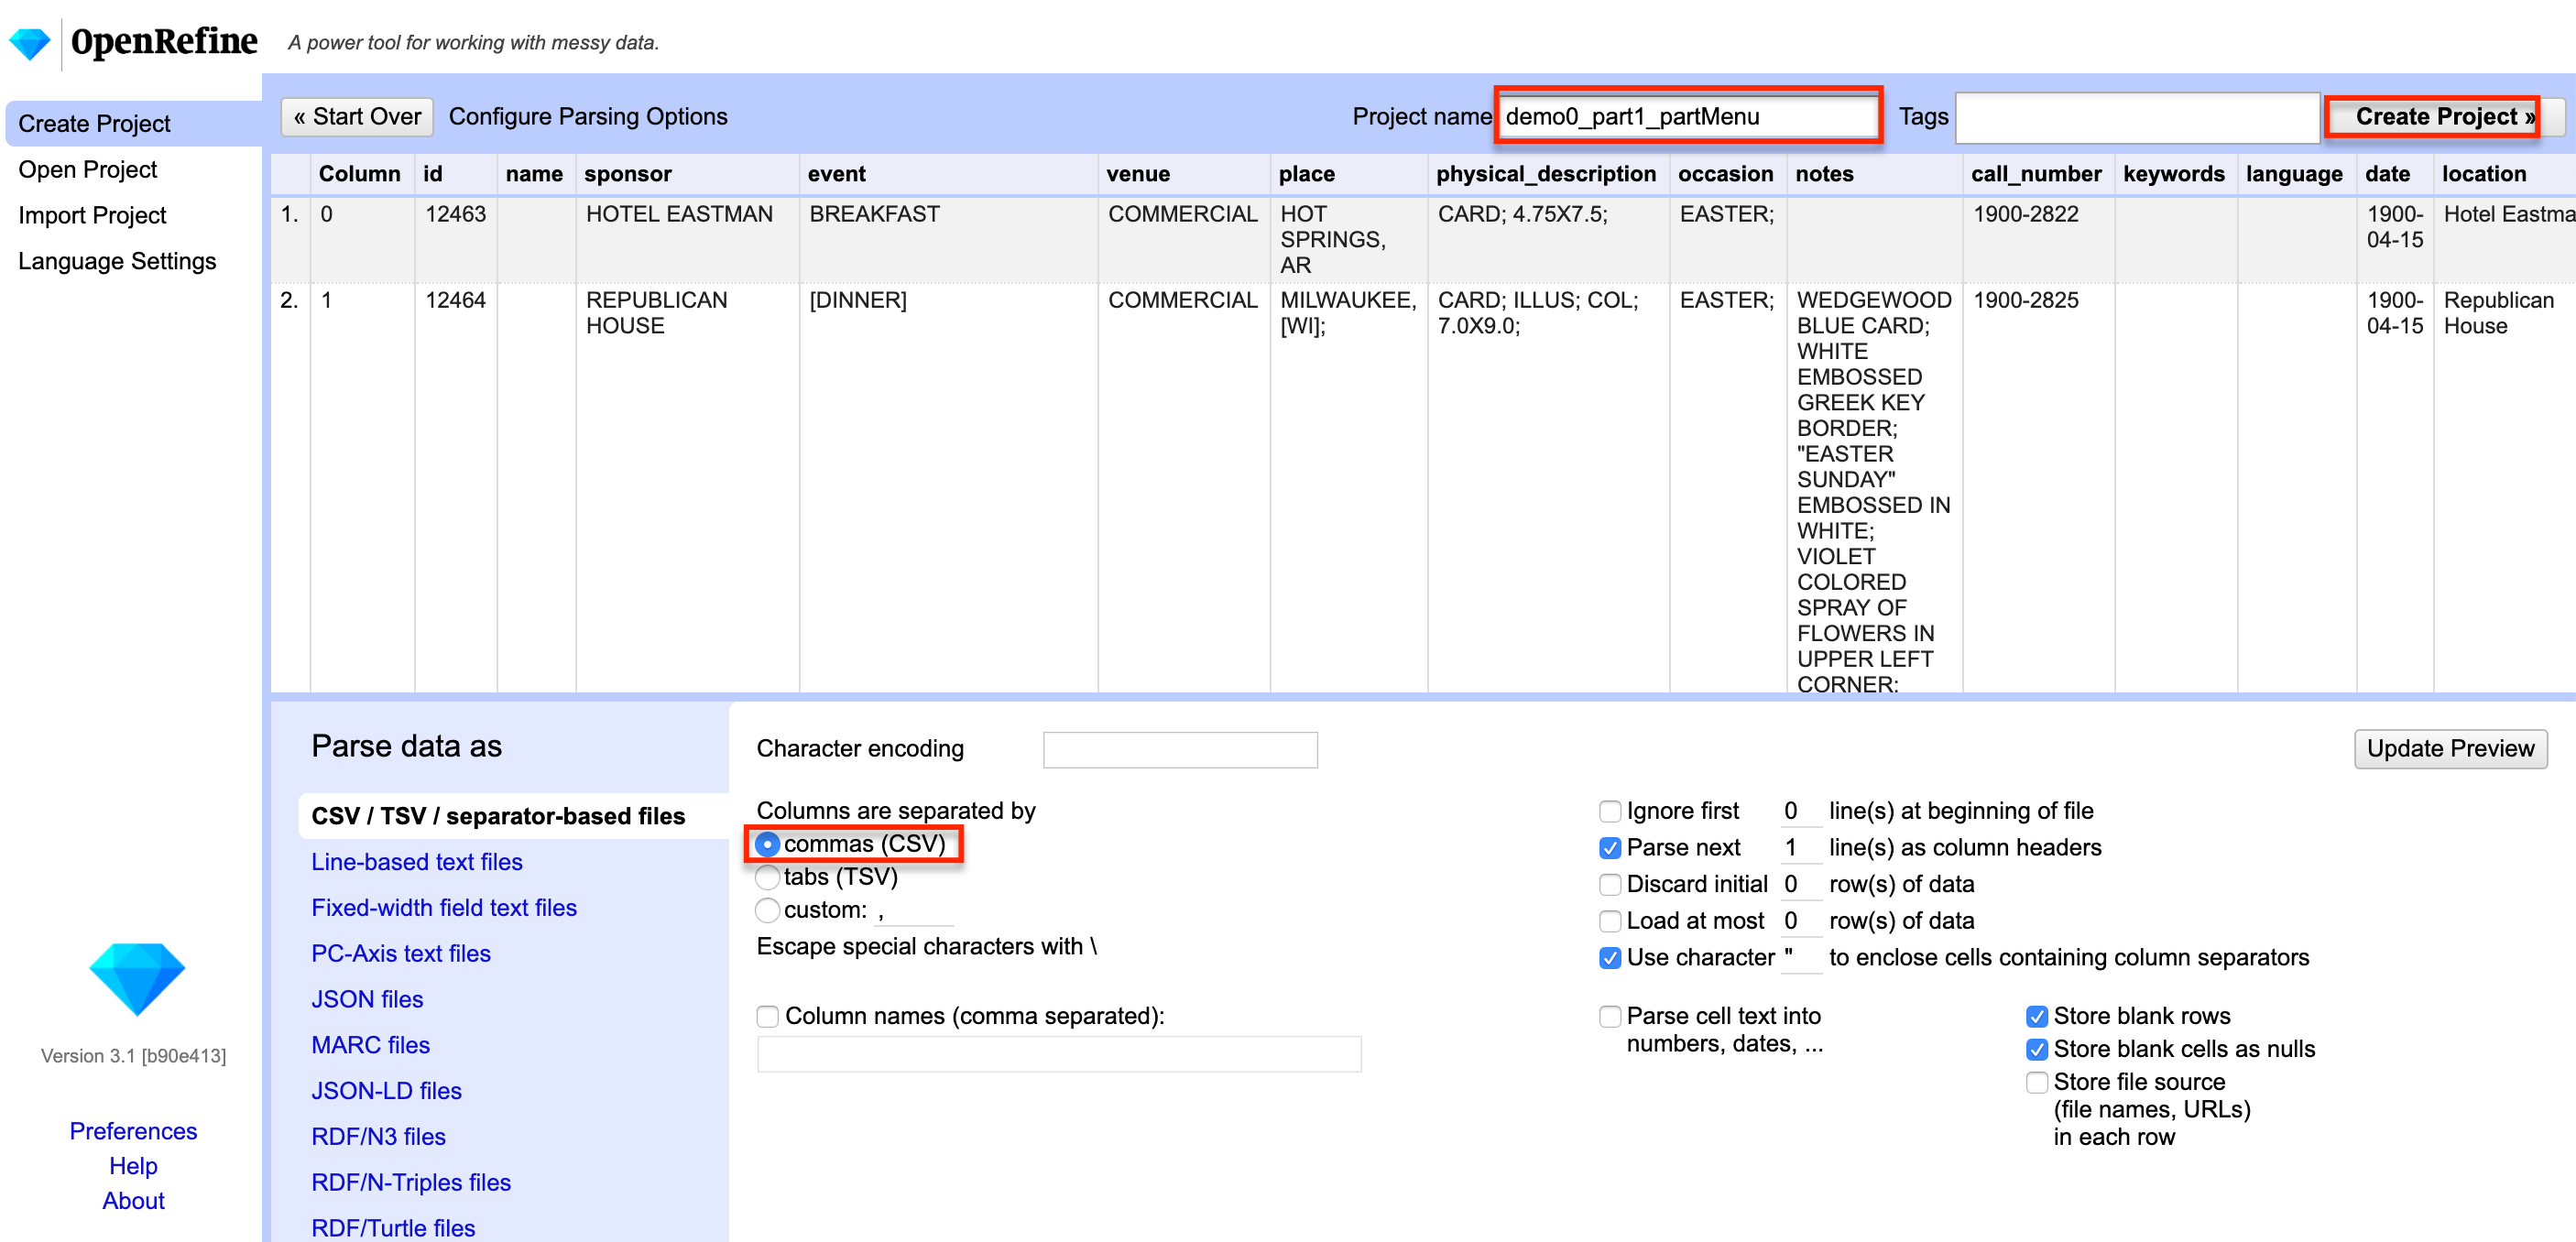 OpenRefine A power tool for working with messy data.
Create Project
Open Project
Import Project
Language Settings
« Start Over Configure Parsing Options Project name demo0_part1_partMenu Tags Create Project »
Column id name sponsor event venue place physical_description occasion notes call_number keywords language date location
1. 0 12463 HOTEL EASTMAN BREAKFAST COMMERCIAL HOT CARD; 4.75X7.5; EASTER; 1900-2822 1900- Hotel Eastma
SPRINGS, 04-15
AR
2. 1 12464 REPUBLICAN [DINNER] COMMERCIAL MILWAUKEE, CARD; ILLUS; COL; EASTER; WEDGEWOOD 1900-2825 1900- Republican
HOUSE [WI]; 7.0X9.0; BLUE CARD; 04-15 House
WHITE
EMBOSSED
GREEK KEY
BORDER;
"EASTER
SUNDAY"
EMBOSSED IN
WHITE;
VIOLET
COLORED
SPRAY OF
FLOWERS IN
UPPER LEFT
CORNER;
Parse data as
CSV / TSV / separator-based files
Line-based text files
Fixed-width field text files
PC-Axis text files
JSON files
MARC files
JSON-LD files
RDF/N3 files
RDF/N-Triples files
RDF/Turtle files
Character encoding
Update Preview
Columns are separated by
commas (CSV)
tabs (TSV)
custom: ,
Escape special characters with \
Column names (comma separated):
Ignore first 0 line(s) at beginning of file
Parse next 1 line(s) as column headers
Discard initial 0 row(s) of data
Load at most 0 row(s) of data
Use character " to enclose cells containing column separators
Parse cell text into
numbers, dates, ...
Store blank rows
Store blank cells as nulls
Store file source
(file names, URLs)
in each row
Version 3.1 [b90e413]
Preferences
Help
About